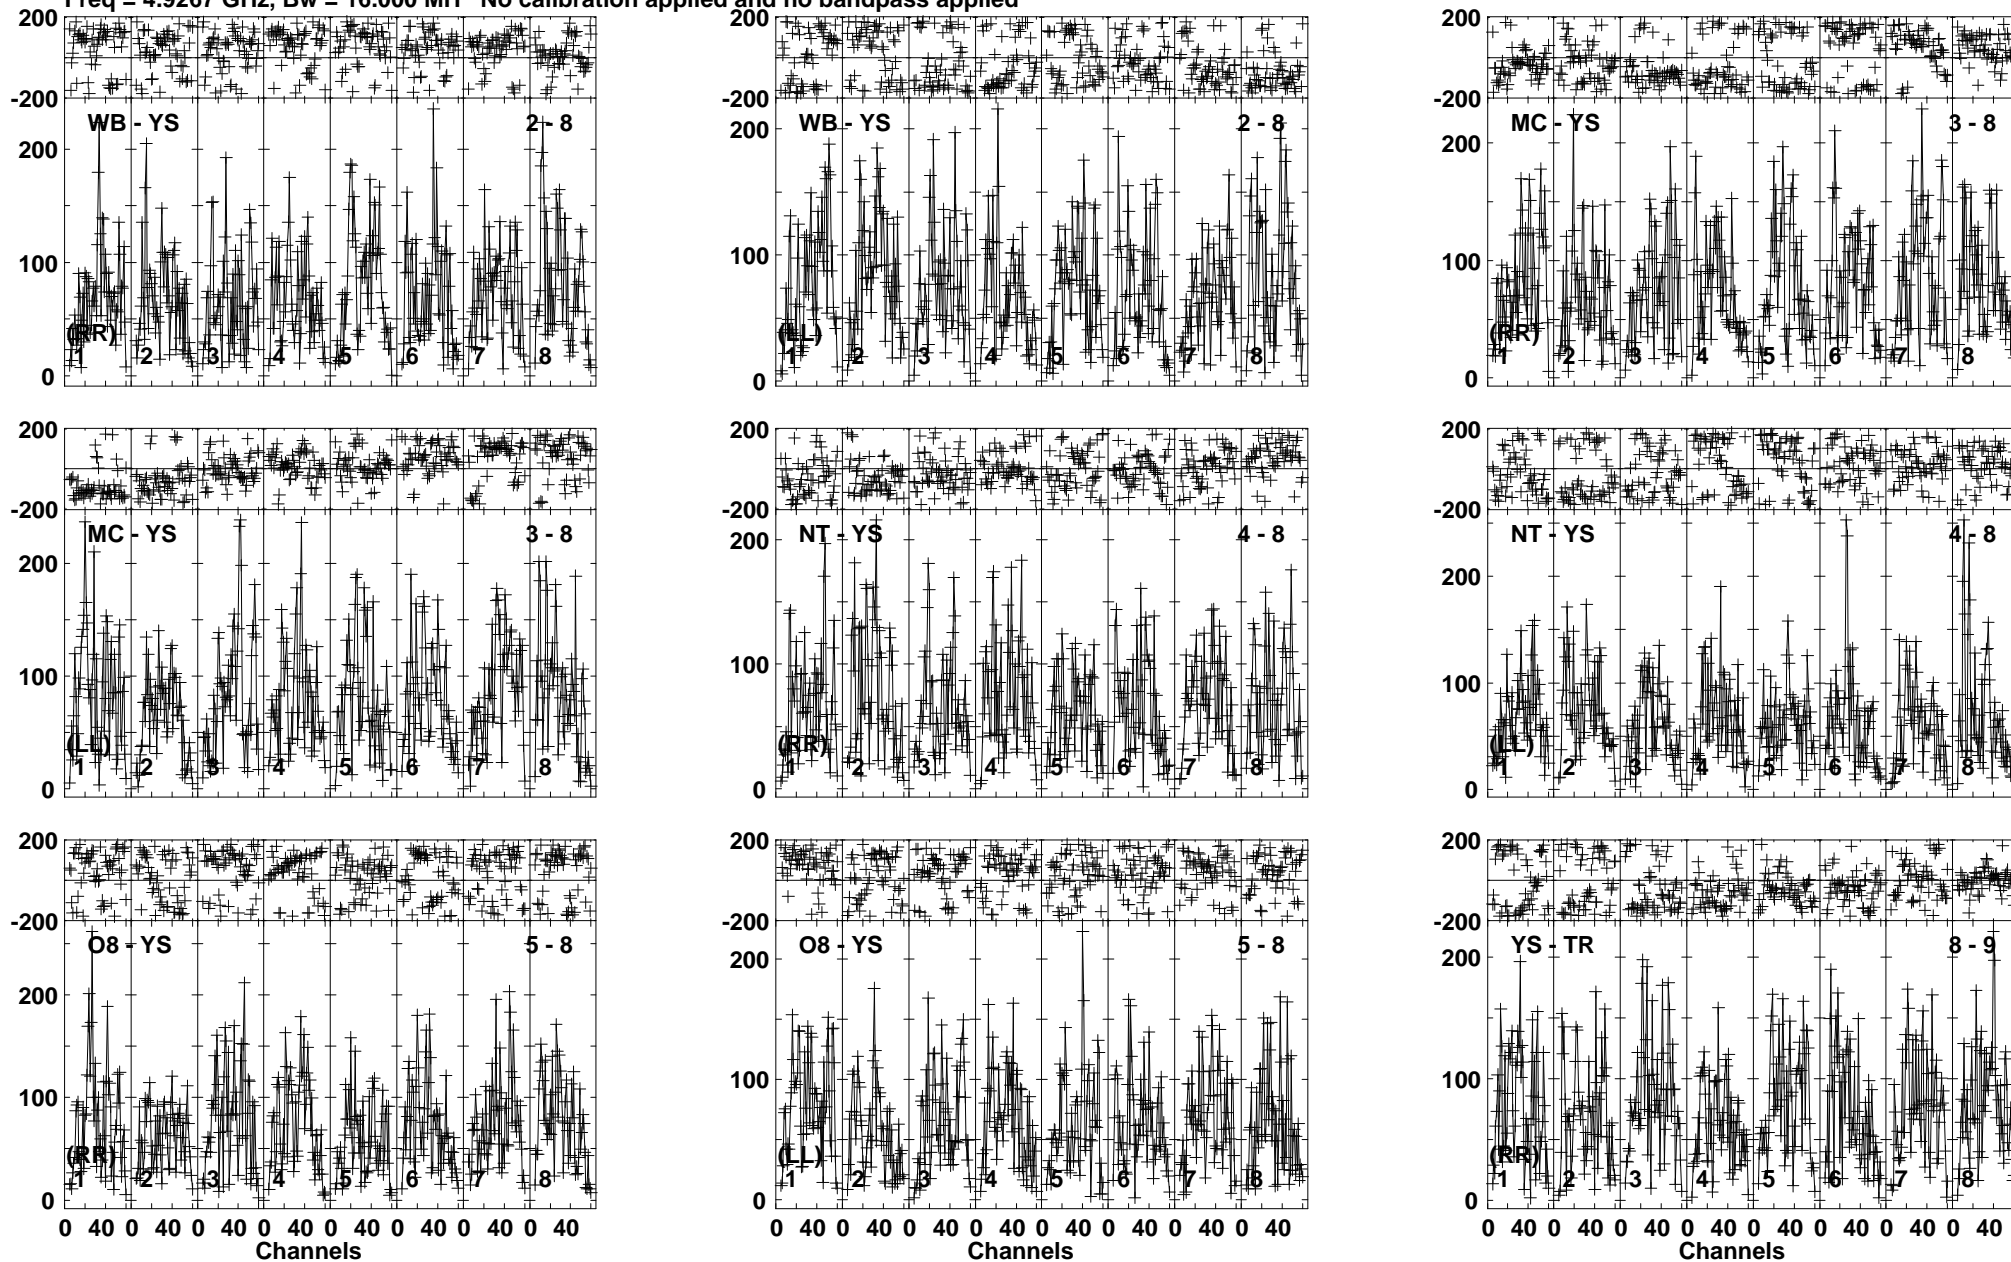 Freq = 4.9267 GHz, Bw = 16.000 MH No calibration applied and no bandpass applied
200 200 200
-200 -200 -200
WB - YS 2 - 8 WB - YS 2 - 8 MC - YS 3 - 8
200 200 200
100 100 100
(RR) (LL) (RR)
1 2 3 4 5 6 7 8 1 2 3 4 5 6 7 8 1 2 3 4 5 6 7 8
0 0 0
200 200 200
-200 -200 -200
MC - YS 3 - 8 NT - YS 4 - 8 NT - YS 4 - 8
200 200 200
100 100 100
(LL) (RR) (LL)
1 2 3 4 5 6 7 8 1 2 3 4 5 6 7 8 1 2 3 4 5 6 7 8
0 0 0
200 200 200
-200 -200 -200
O8 - YS 5 - 8 O8 - YS 5 - 8 YS - TR 8 - 9
200 200 200
100 100 100
(RR) (LL) (RR)
1 2 3 4 5 6 7 8 1 2 3 4 5 6 7 8 1 2 3 4 5 6 7 8
0 0 0
0 40 0 40 0 40 0 40 0 40 0 40 0 40 0 40 0 40 0 40 0 40 0 40 0 40 0 40 0 40 0 40 0 40 0 40 0 40 0 40 0 40 0 40 0 40 0 40
Channels Channels Channels